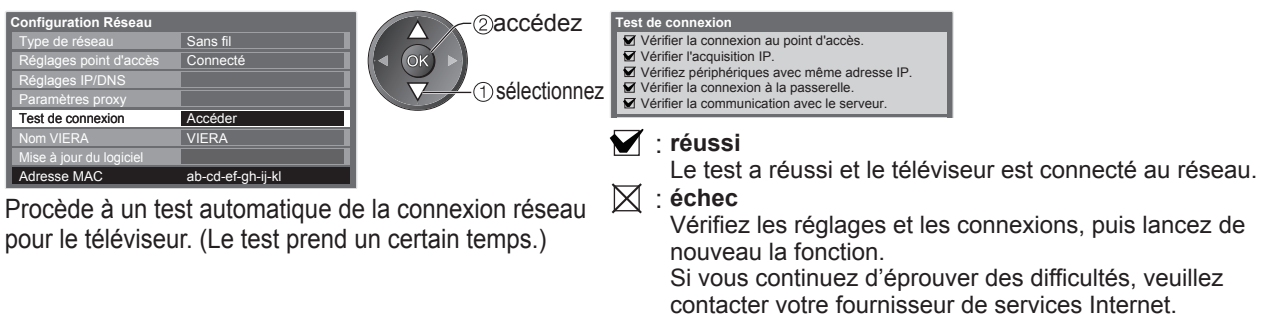 Configuration Réseau
Type de réseau Sans fil
Réglages point d'accès Connecté
Réglages IP/DNS
Paramètres proxy
Test de connexion Accéder
Nom VIERA VIERA
Mise à jour du logiciel
Adresse MAC ab-cd-ef-gh-ij-kl
②accédez
OK
①sélectionnez
Procède à un test automatique de la connexion réseau
pour le téléviseur. (Le test prend un certain temps.)
Test de connexion
Vérifier la connexion au point d'accès.
Vérifier l'acquisition IP.
Vérifiez périphériques avec même adresse IP.
Vérifier la connexion à la passerelle.
Vérifier la communication avec le serveur.
: réussi
Le test a réussi et le téléviseur est connecté au réseau.
: échec
Vérifiez les réglages et les connexions, puis lancez de
nouveau la fonction.
Si vous continuez d’éprouver des difficultés, veuillez
contacter votre fournisseur de services Internet.